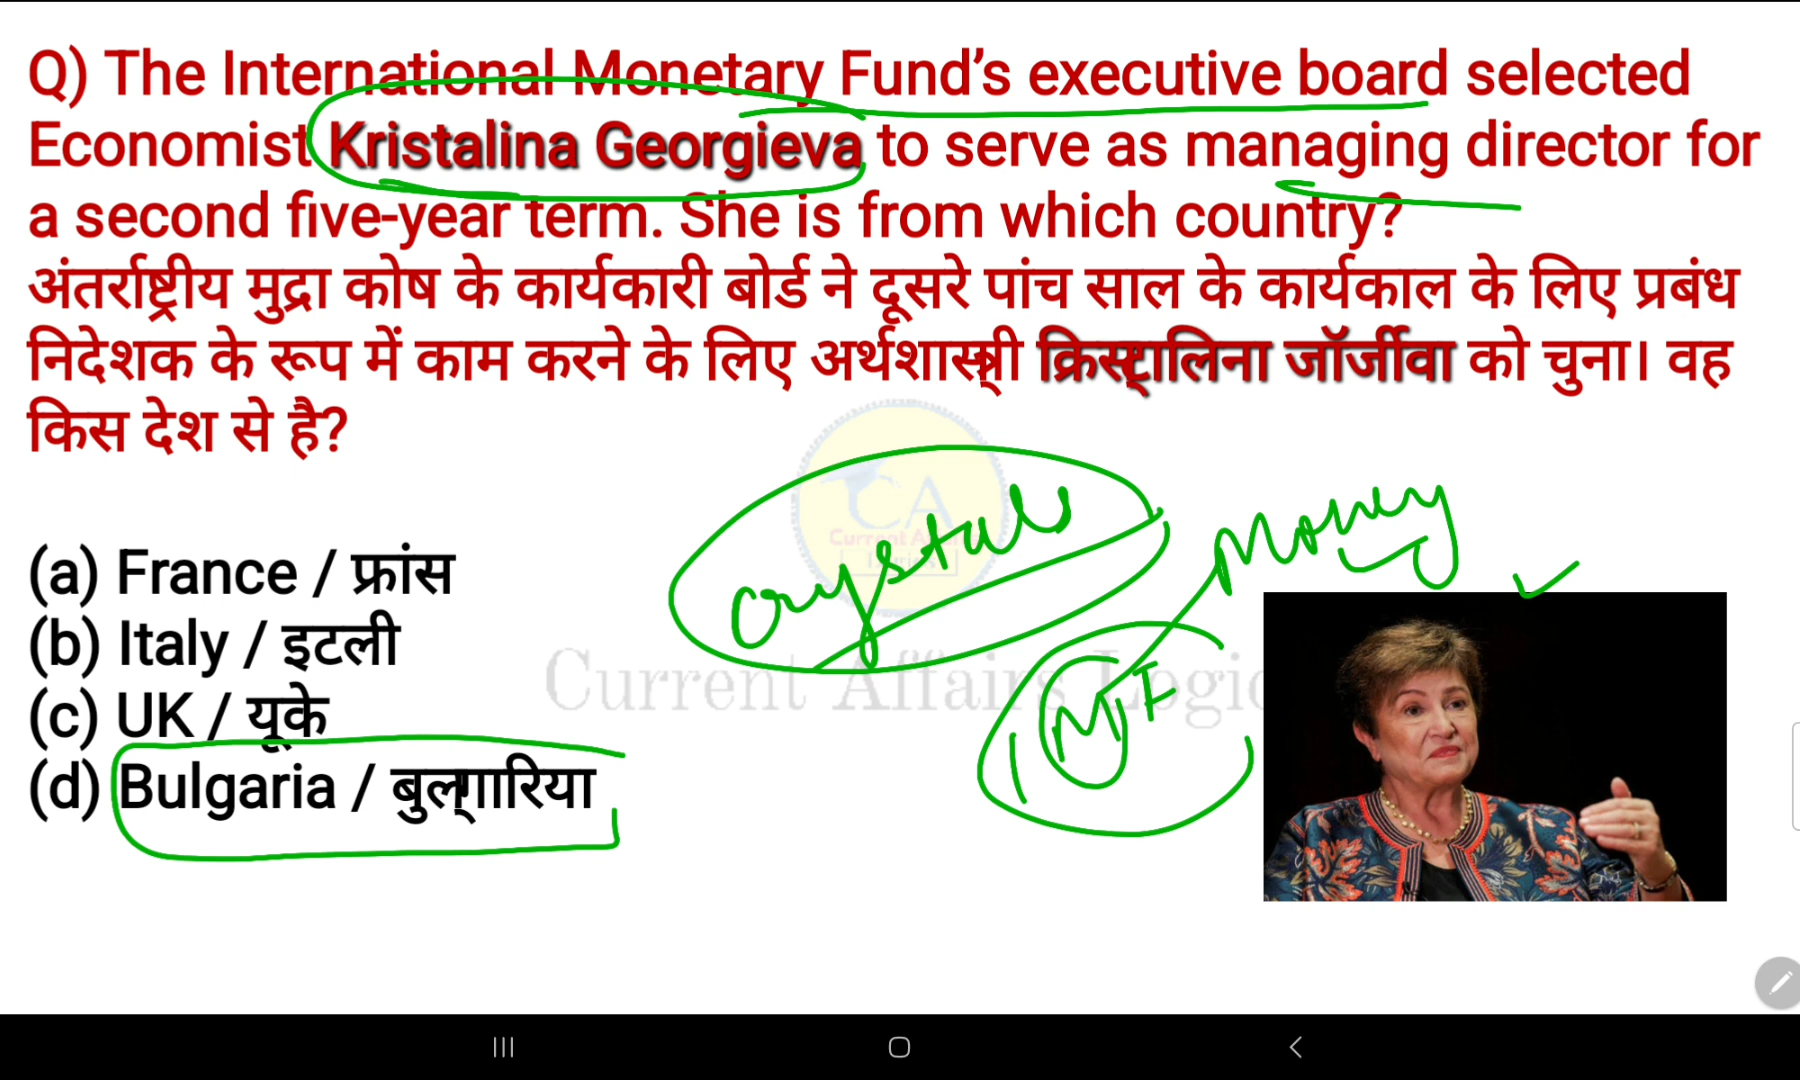 Q) The International Monetary Fund’s executive board selected
Economist Kristalina Georgieva to serve as managing director for
a second five-year term. She is from which country?
अंतर्राष्ट्रीय मुद्रा कोष के कार्यकारी बोर्ड ने दूसरे पांच साल के कार्यकाल के लिए प्रबंध
निदेशक के रूप में काम करने के लिए अर्थशास्त्री क्रिस्टालिना जॉर्जीवा को चुना। वह
किस देश से है?
CA
crystal
Money
(a) France / फ्रांस
(b) Italy / इटली
Current Affairs Logic
(c) UK / यूके
IMF
(d) Bulgaria / बुल्गारिया